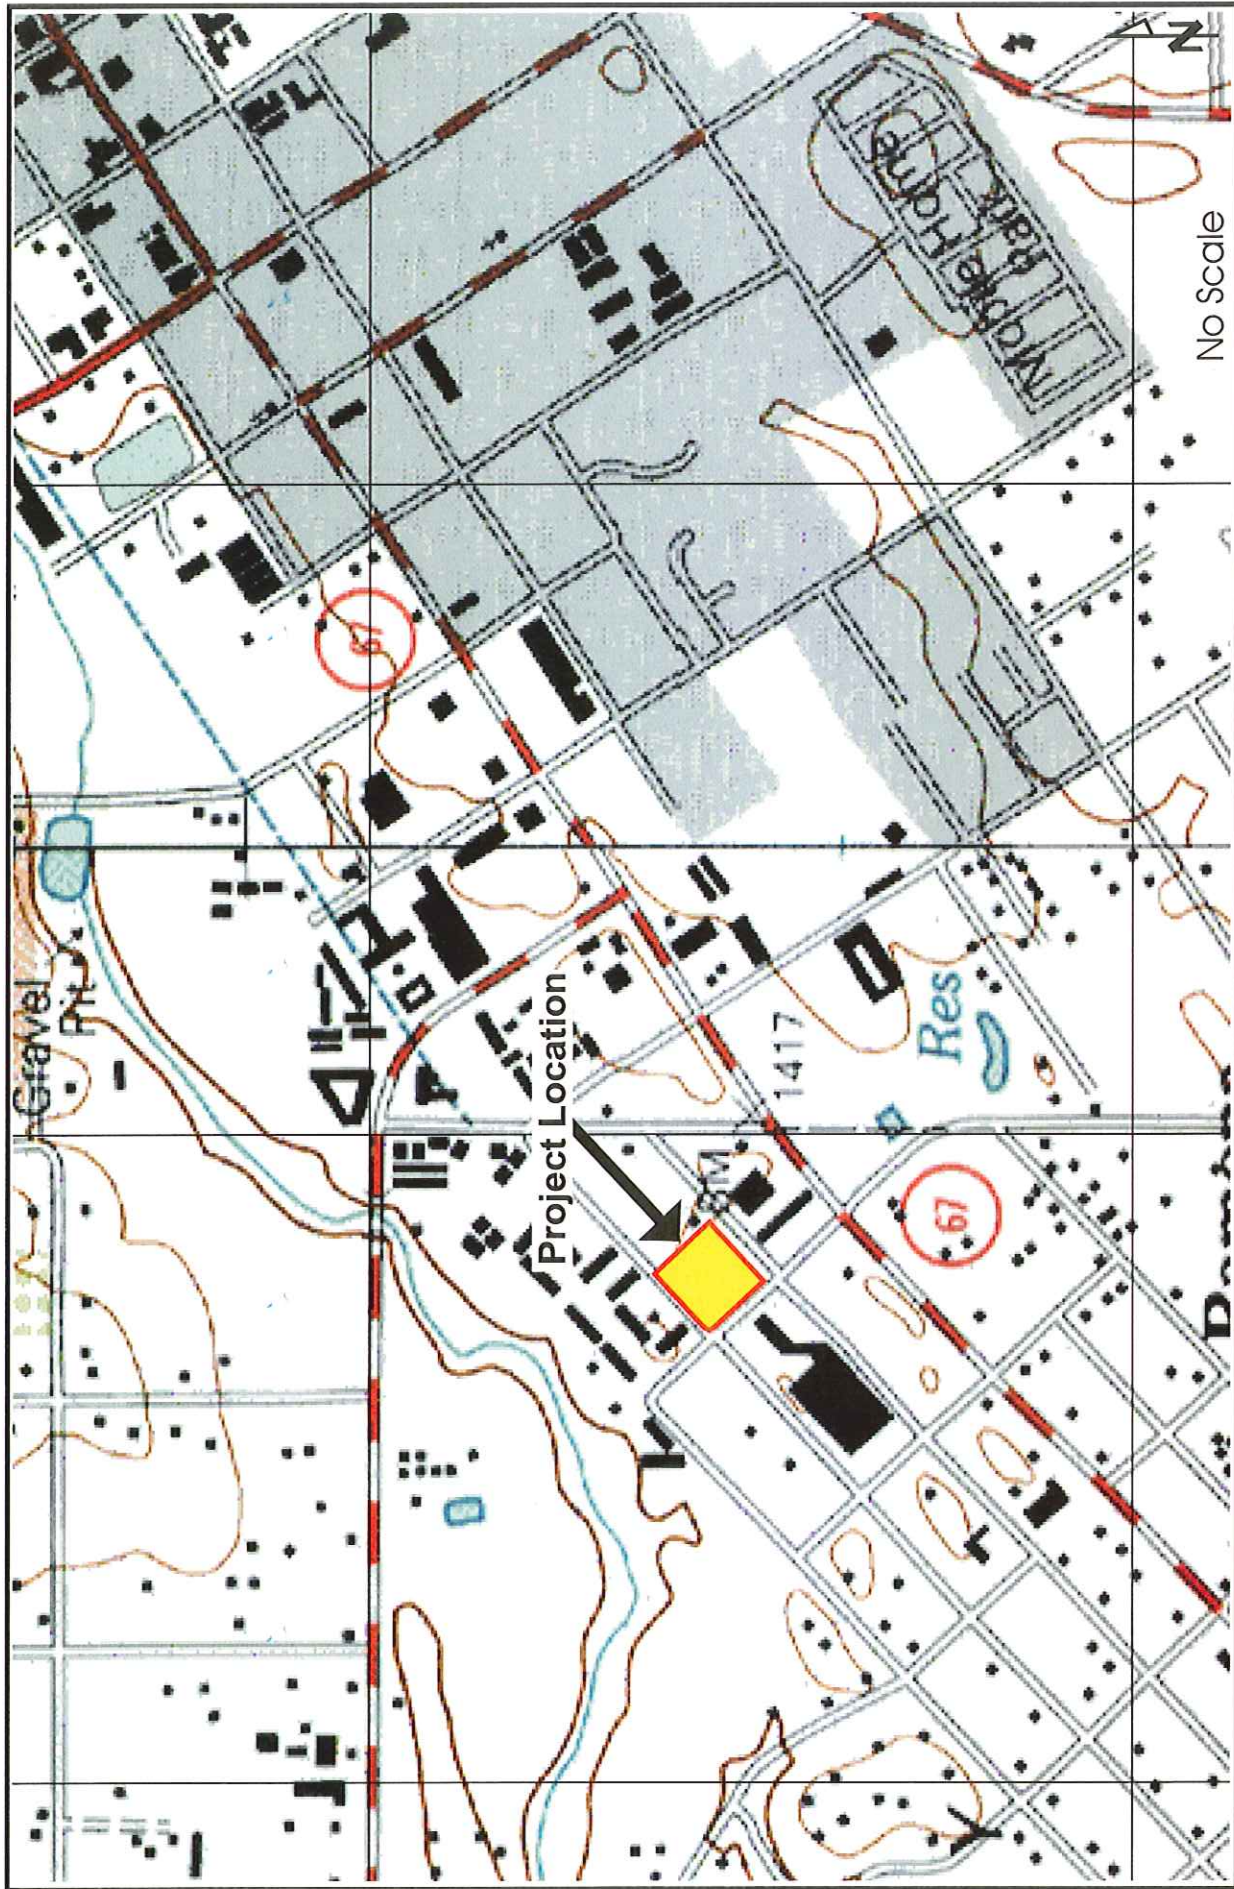 Gravel
Pit
67
Project Location
BM
1417
Res
67
Mobile Home
Park
No Scale
N